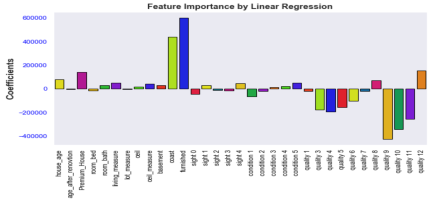 Feature Importance by Linear Regression
Coefficients
600000
400000
200000
0
−200000
−400000
house_age
age_after_renovtion
Premium_House
room_bed
room_bath
living_measure
lot_measure
ceil
ceil_measure
basement
coast
furnished
sight 0
sight 1
sight 2
sight 3
sight 4
condition 1
condition 2
condition 3
condition 4
condition 5
quality 1
quality 3
quality 4
quality 5
quality 6
quality 7
quality 8
quality 9
quality 10
quality 11
quality 12